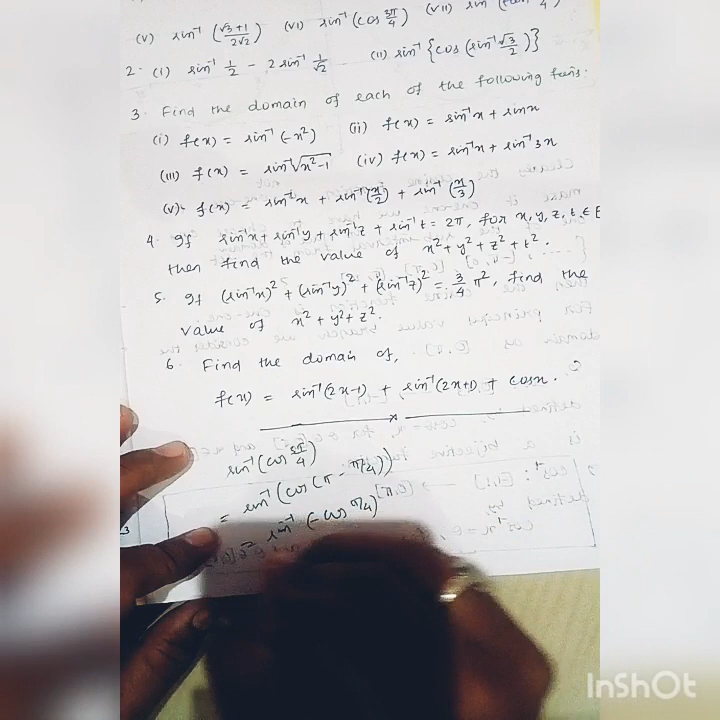 (v) sin⁻¹ (√3+1/2√2) (vi) sin⁻¹ (cos 3π/4) (vii) sin
2. (i) sin⁻¹ 1/2 - 2 sin⁻¹ 1/√2 (ii) sin⁻¹ {cos (sin⁻¹ √3/2)}
3. Find the domain of each of the following funs.
(i) f(x) = sin⁻¹ (-x²) (ii) f(x) = sin⁻¹x + sinx
(iii) f(x) = sin⁻¹√x²-1 (iv) f(x) = sin⁻¹x + sin⁻¹3x
(v) f(x) = sin⁻¹x + sin⁻¹(x/2) + sin⁻¹(x/3)
4. If sin⁻¹x + sin⁻¹y + sin⁻¹z + sin⁻¹t = 2π, for x, y, z, t ∈
then find the value of x² + y² + z² + t².
5. If (sin⁻¹x)² + (sin⁻¹y)² + (sin⁻¹z)² = 3/4 π², find the
value of x² + y² + z².
6. Find the domain of,
f(x) = sin⁻¹(2x-1) + sin⁻¹(2x+1) + cosx.
x
sin⁻¹(cos 3π/4)
= sin⁻¹(cos(π - π/4))
= sin⁻¹(-cos π/4)
InShOt